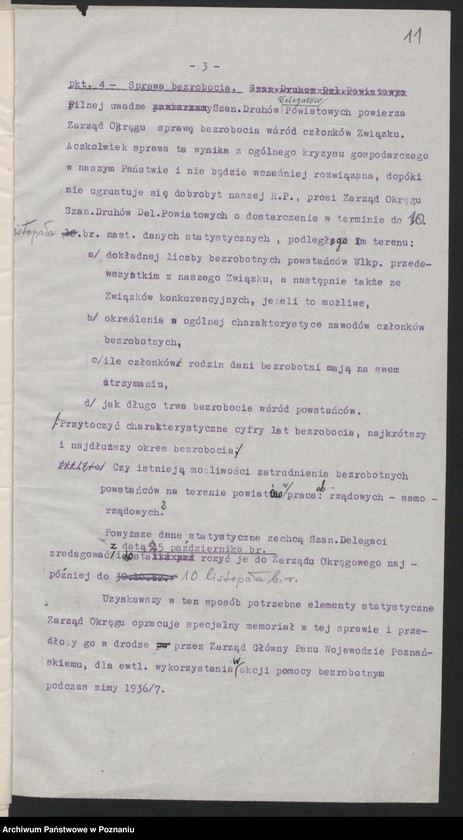 11
- 3 -
pkt. 4 - Sprawa bezrobocia. Szan.Druhom Del.Powiatowym
Delegatów
Pilnej uwadze Szan.Druhów Powiatowych powierza
Zarząd Okręgu sprawę bezrobocia wśród członków Związku.
Aczkolwiek sprawa ta wynika z ogólnego kryzysu gospodarczego
w naszym Państwie i nie będzie wcześniej rozwiązana, dopóki
nie ugruntuje się dobrobyt naszej R.P., prosi Zarząd Okręgu
Szan.Druhów Del.Powiatowych o dostarczenie w terminie do 10.
listopada br. nast. danych statystycznych, podległego Im terenu:
a/ dokładnej liczby bezrobotnych powstańców Wlkp. przede-
wszystkim z naszego Związku, a następnie także ze
Związków konkurencyjnych, jeżeli to możliwe,
b/ określenia w ogólnej charakterystyce zawodów członków
bezrobotnych,
c/ile członków rodzin dani bezrobotni mają na swem
utrzymaniu,
d/ jak długo trwa bezrobocie wśród powstańców.
/Przytoczyć charakterystyczne cyfry lat bezrobocia, najkrótszy
i najdłuższy okres bezrobocia/
Czy istnieją możliwości zatrudnienia bezrobotnych
powstańców na terenie powiatów/praca: ob rządowych - samo -
rządowych.?
Powyższe dane statystyczne zechcą Szan.Delegaci
z datą 25 października br.
zredagować i dostarczyć je do Zarządu Okręgowego naj -
później do 30.10.br. 10 listopada b.r.
Uzyskawszy w ten sposób potrzebne elementy statystyczne
Zarząd Okręgu opracuje specjalny memoriał w tej sprawie i prze-
dłoży go w drodze przez Zarząd Główny Panu Wojewodzie Poznań-
skiemu, dla ewtl. wykorzystania w akcji pomocy bezrobotnym
podczas zimy 1936/7.
Archiwum Państwowe w Poznaniu